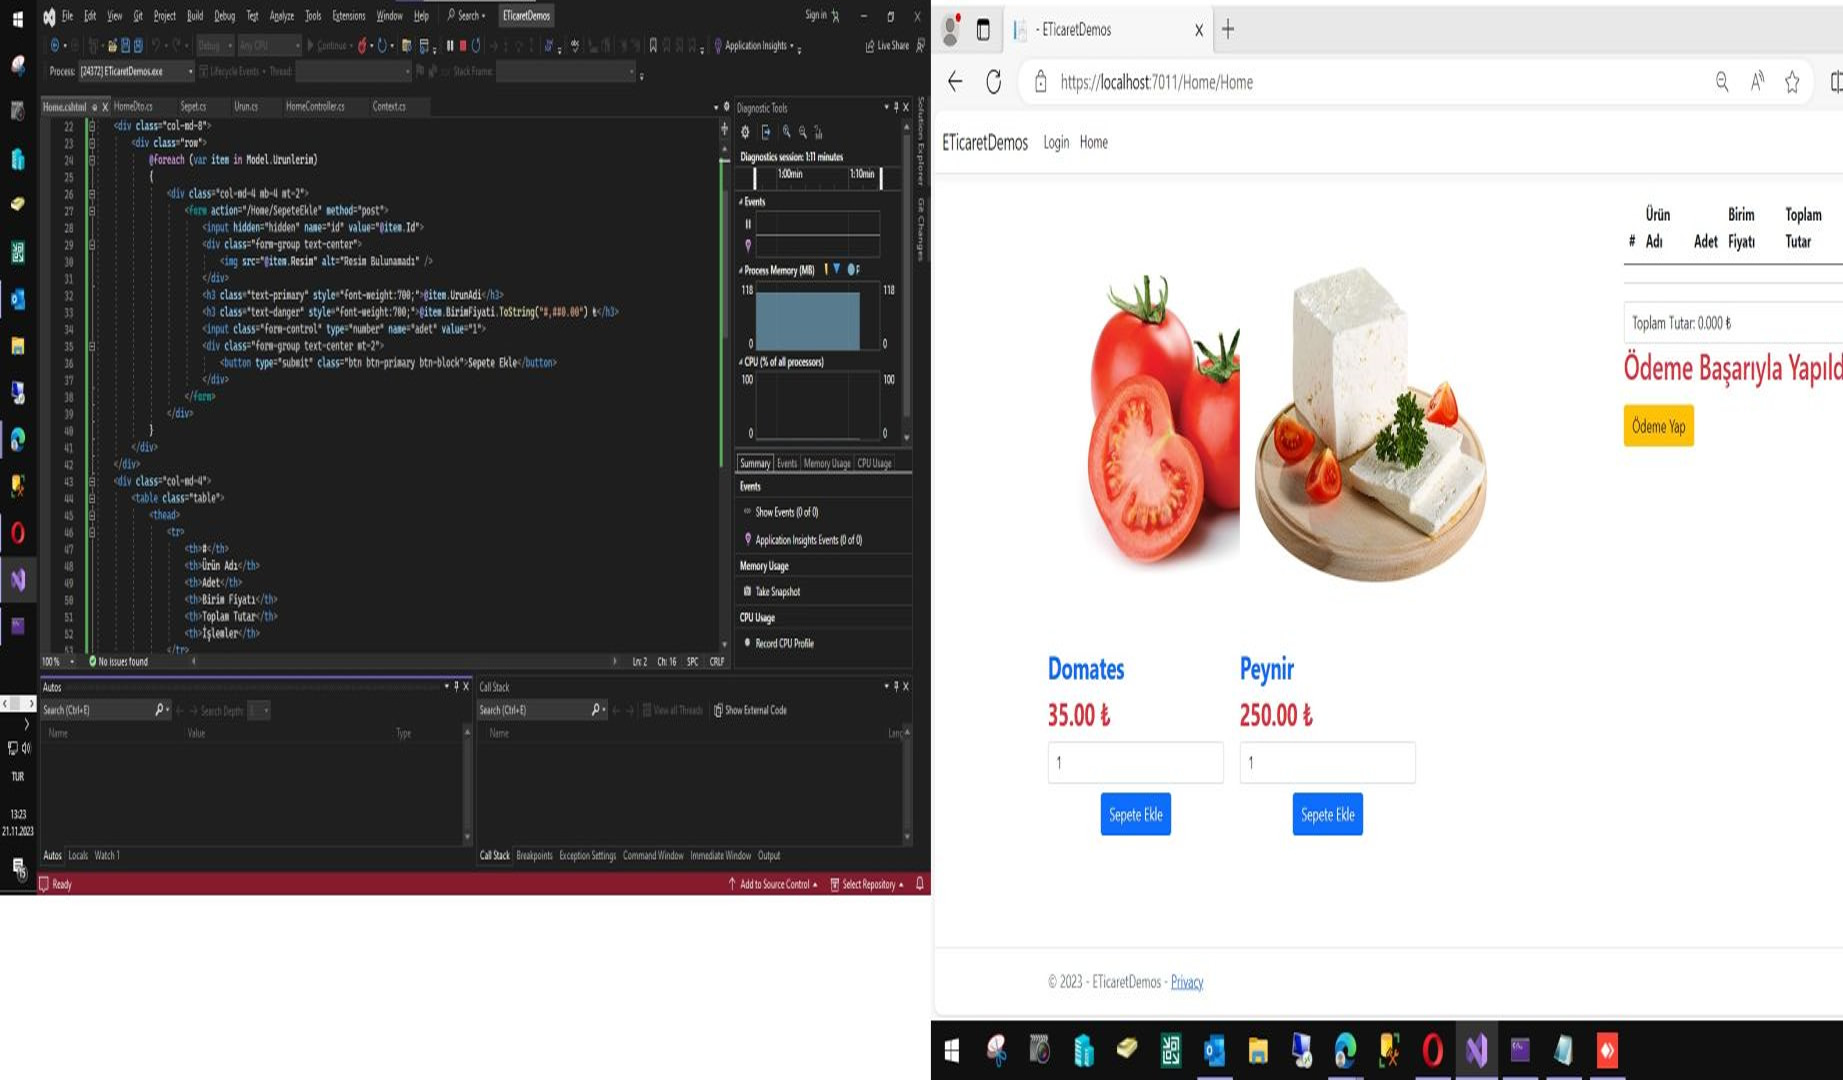 File Edit View Git Project Build Debug Test Analyze Tools Extensions Window Help Search ETicaretDemos Sign in
Debug Any CPU Continue Application Insights Live Share
Process: [24372] ETicaretDemos.exe Lifecycle Events Thread: Stack Frame:
Home.cshtml HomeDto.cs Sepet.cs Urun.cs HomeController.cs Context.cs
22 <div class="col-md-8">
23 <div class="row">
24 @foreach (var item in Model.Urunlerim)
25 {
26 <div class="col-md-4 mb-4 mt-2">
27 <form action="/Home/SepeteEkle" method="post">
28 <input hidden="hidden" name="id" value="@item.Id">
29 <div class="form-group text-center">
30 <img src="@item.Resim" alt="Resim Bulunamadı" />
31 </div>
32 <h3 class="text-primary" style="font-weight:700;">@item.UrunAdi</h3>
33 <h3 class="text-danger" style="font-weight:700;">@item.BirimFiyati.ToString("#,##0.00") ₺</h3>
34 <input class="form-control" type="number" name="adet" value="1">
35 <div class="form-group text-center mt-2">
36 <button type="submit" class="btn btn-primary btn-block">Sepete Ekle</button>
37 </div>
38 </form>
39 </div>
40 }
41 </div>
42 </div>
43 <div class="col-md-4">
44 <table class="table">
45 <thead>
46 <tr>
47 <th>#</th>
48 <th>Ürün Adı</th>
49 <th>Adet</th>
50 <th>Birim Fiyatı</th>
51 <th>Toplam Tutar</th>
52 <th>İşlemler</th>
53 </tr>
100 % No issues found Ln: 2 Ch: 16 SPC CRLF
Diagnostic Tools
Diagnostics session: 1:11 minutes
1:00min 1:10min
Events
Process Memory (MB) P
118 118
0 0
CPU (% of all processors)
100 100
0 0
Summary Events Memory Usage CPU Usage
Events
Show Events (0 of 0)
Application Insights Events (0 of 0)
Memory Usage
Take Snapshot
CPU Usage
Record CPU Profile
Solution Explorer
Git Changes
Autos
Search (Ctrl+E) Search Depth:
Name Value Type
Autos Locals Watch 1
Call Stack
Search (Ctrl+E) View all Threads Show External Code
Name Lang
Call Stack Breakpoints Exception Settings Command Window Immediate Window Output
Ready Add to Source Control Select Repository
TUR
13:23
21.11.2023
15
- ETicaretDemos
https://localhost:7011/Home/Home
ETicaretDemos Login Home
# Ürün Adı Adet Birim Fiyatı Toplam Tutar
Toplam Tutar: 0.000 ₺
Ödeme Başarıyla Yapıld
Ödeme Yap
Domates
35.00 ₺
1
Sepete Ekle
Peynir
250.00 ₺
1
Sepete Ekle
© 2023 - ETicaretDemos - Privacy